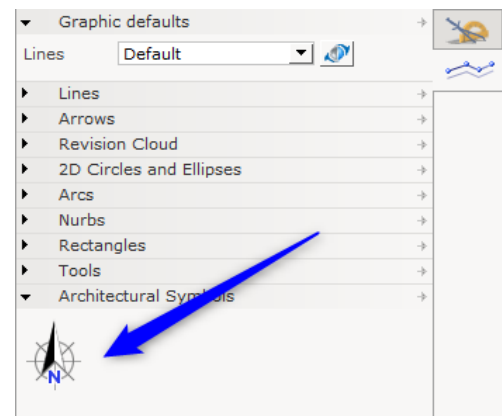 Graphic defaults
Lines Default
Lines
Arrows
Revision Cloud
2D Circles and Ellipses
Arcs
Nurbs
Rectangles
Tools
Architectural Symbols
N